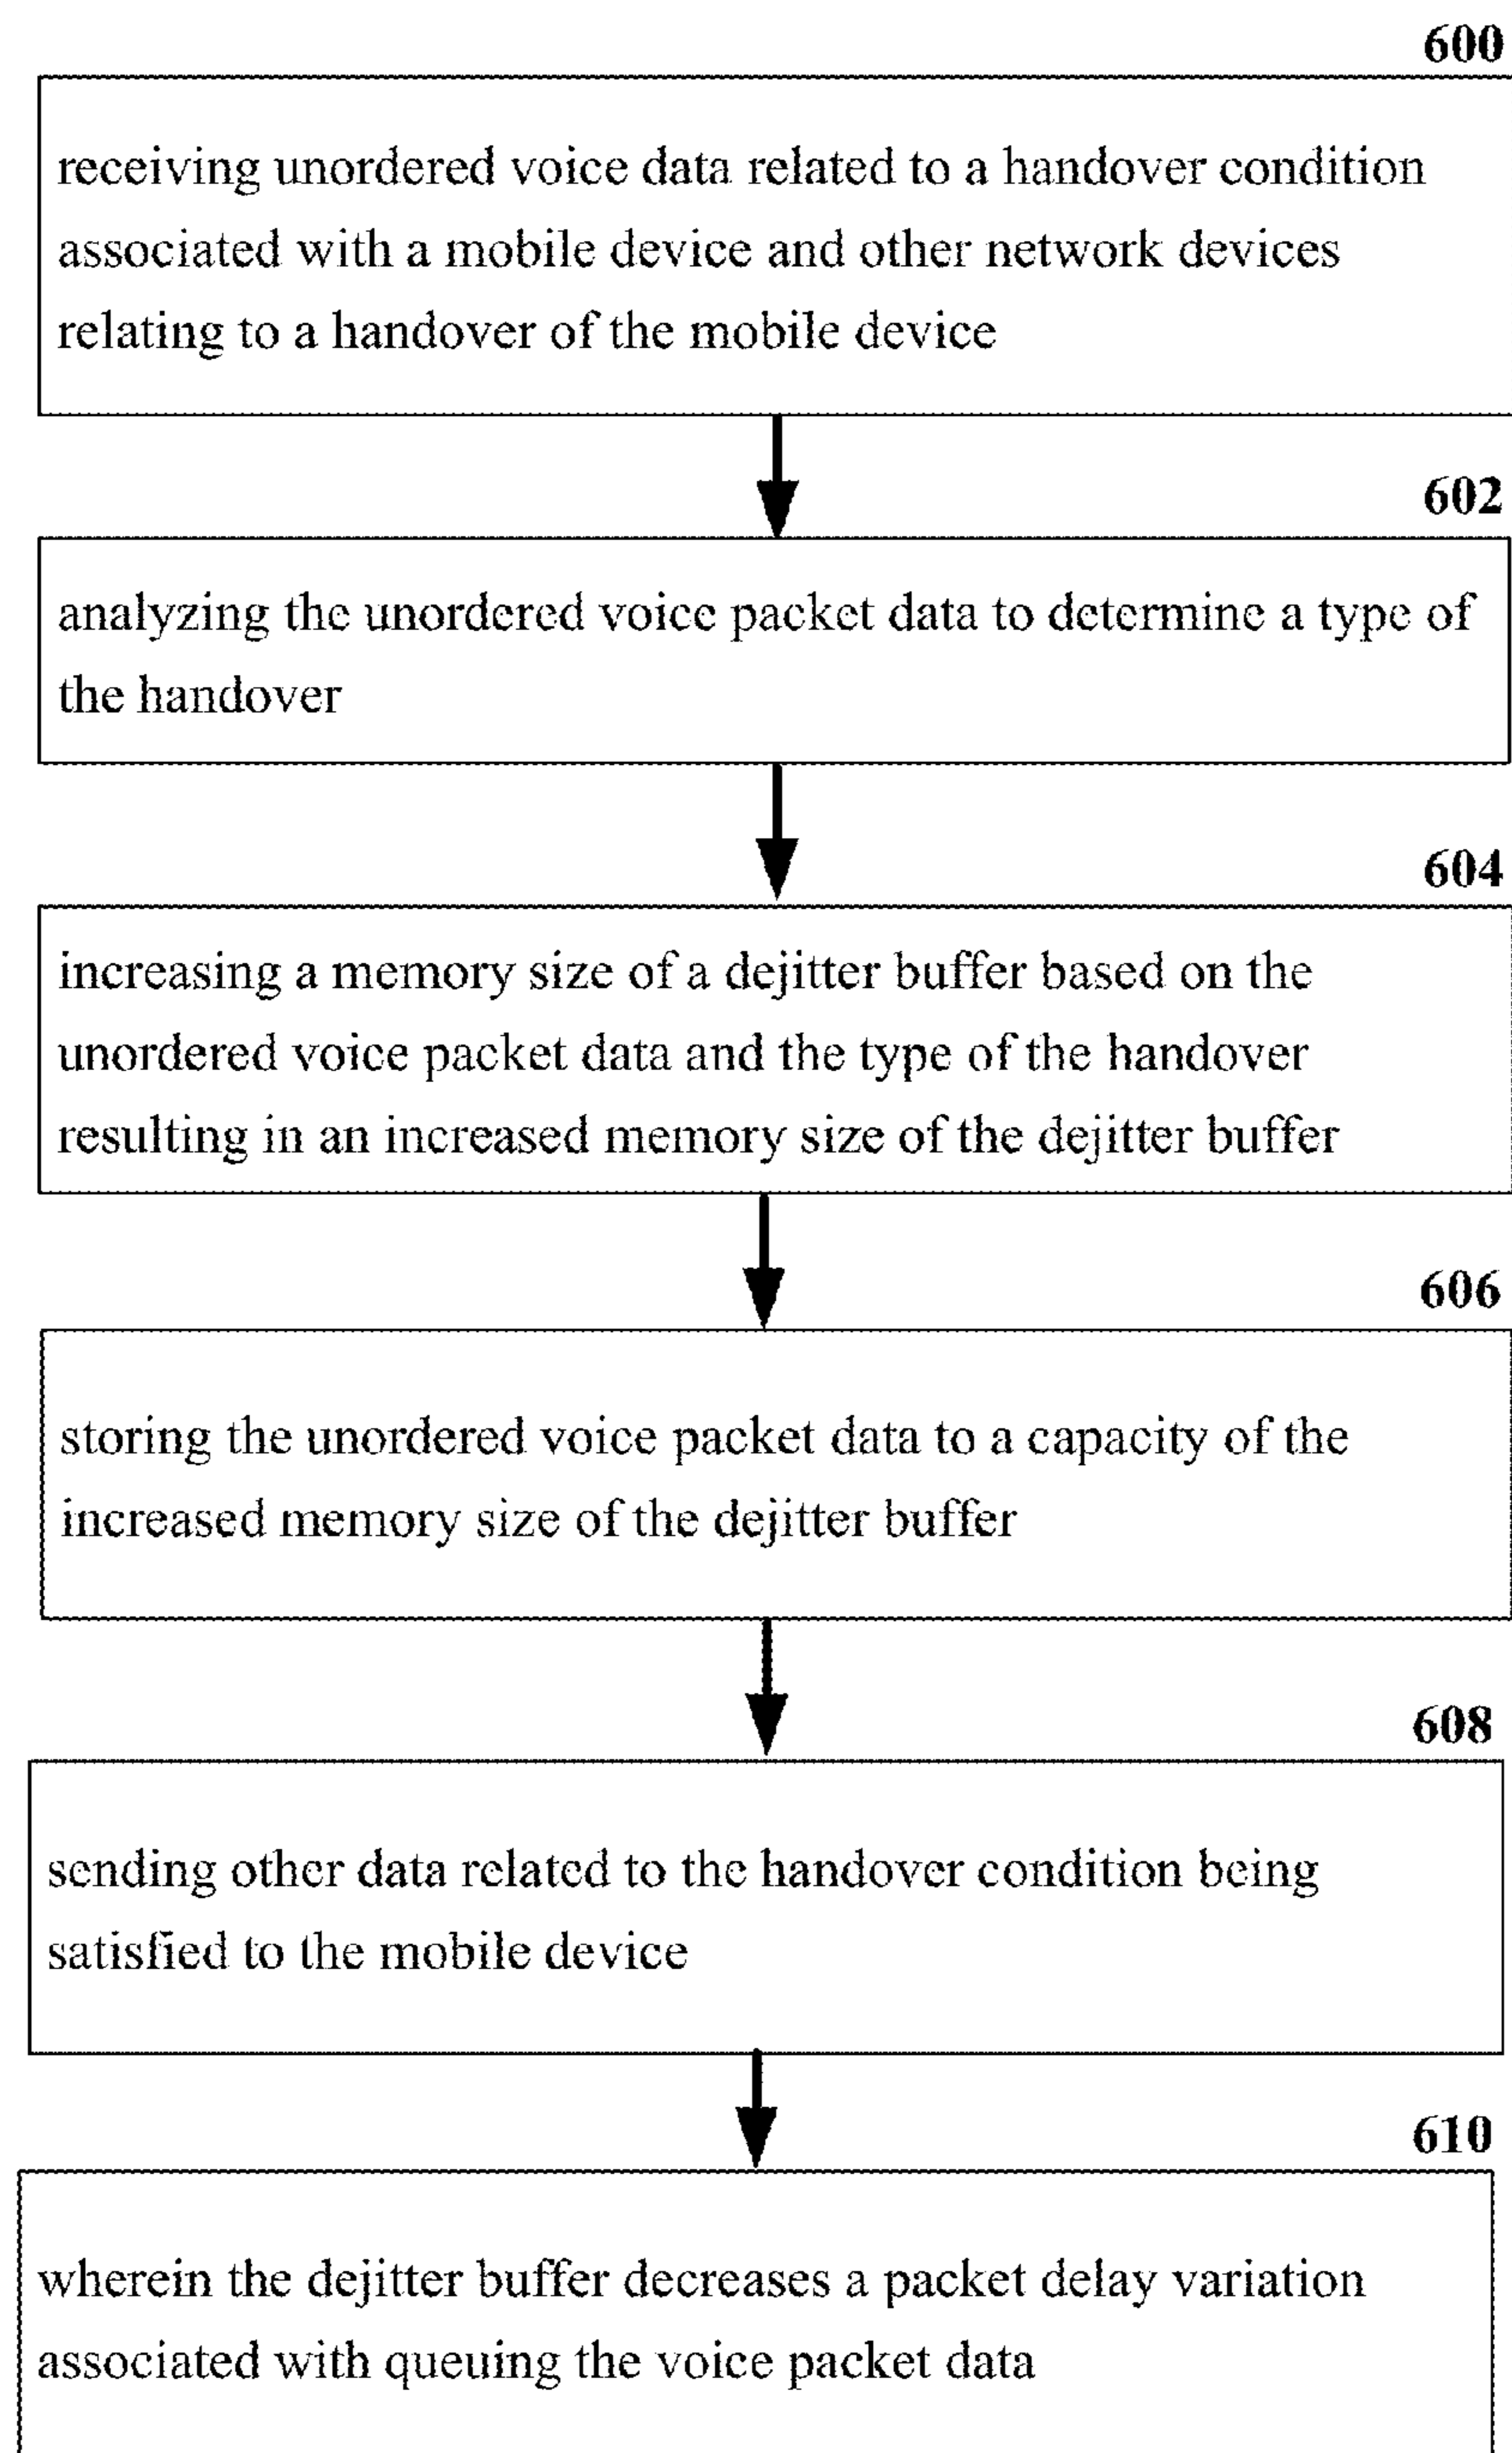 600
receiving unordered voice data related to a handover condition
associated with a mobile device and other network devices
relating to a handover of the mobile device
602
analyzing the unordered voice packet data to determine a type of
the handover
604
increasing a memory size of a dejitter buffer based on the
unordered voice packet data and the type of the handover
resulting in an increased memory size of the dejitter buffer
606
storing the unordered voice packet data to a capacity of the
increased memory size of the dejitter buffer
608
sending other data related to the handover condition being
satisfied to the mobile device
610
wherein the dejitter buffer decreases a packet delay variation
associated with queuing the voice packet data